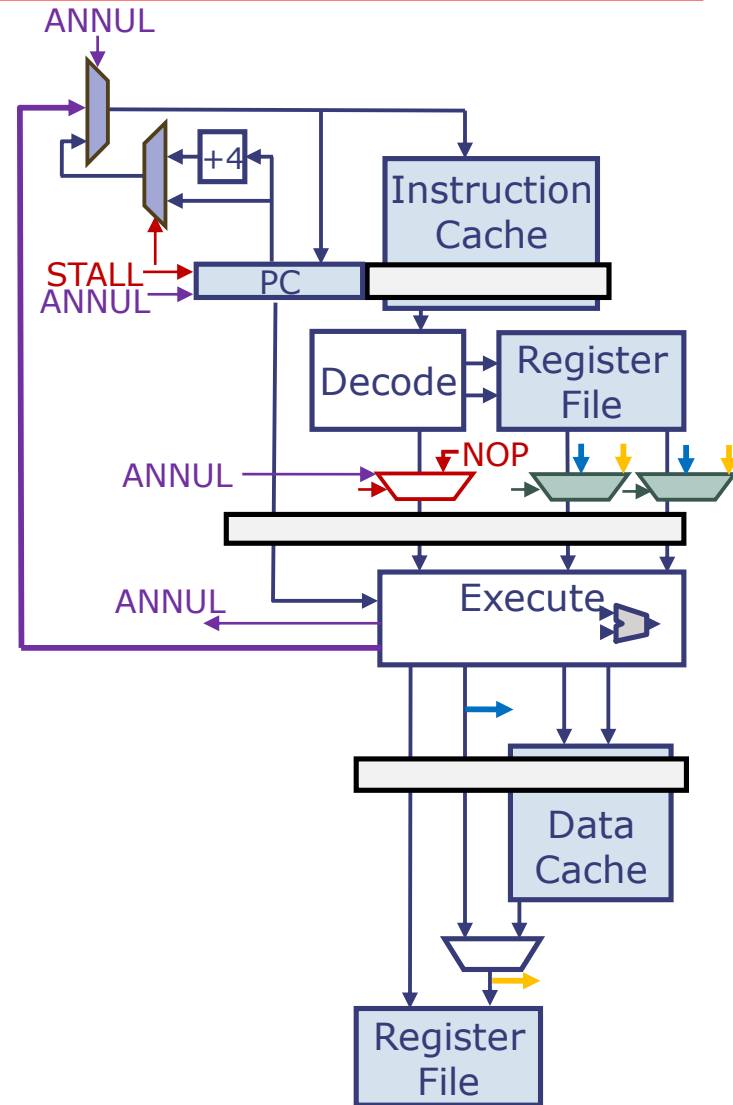 ANNUL
+4
Instruction
Cache
STALL
ANNUL
PC
Decode
Register
File
NOP
ANNUL
Execute
ANNUL
Data
Cache
Register
File